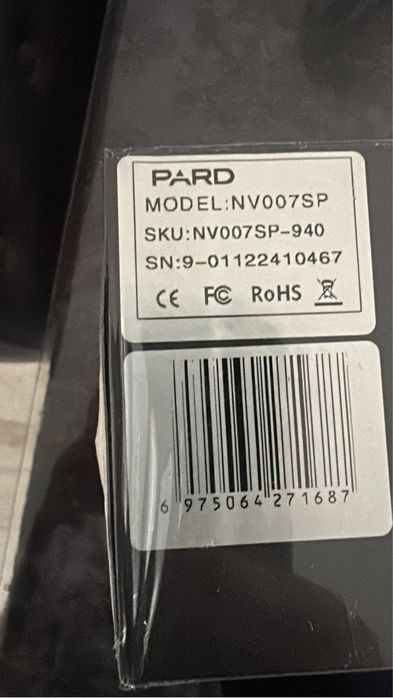 PARD
MODEL:NV007SP
SKU:NV007SP-940
SN:9-01122410467
CE FC RoHS
6 975064 271687